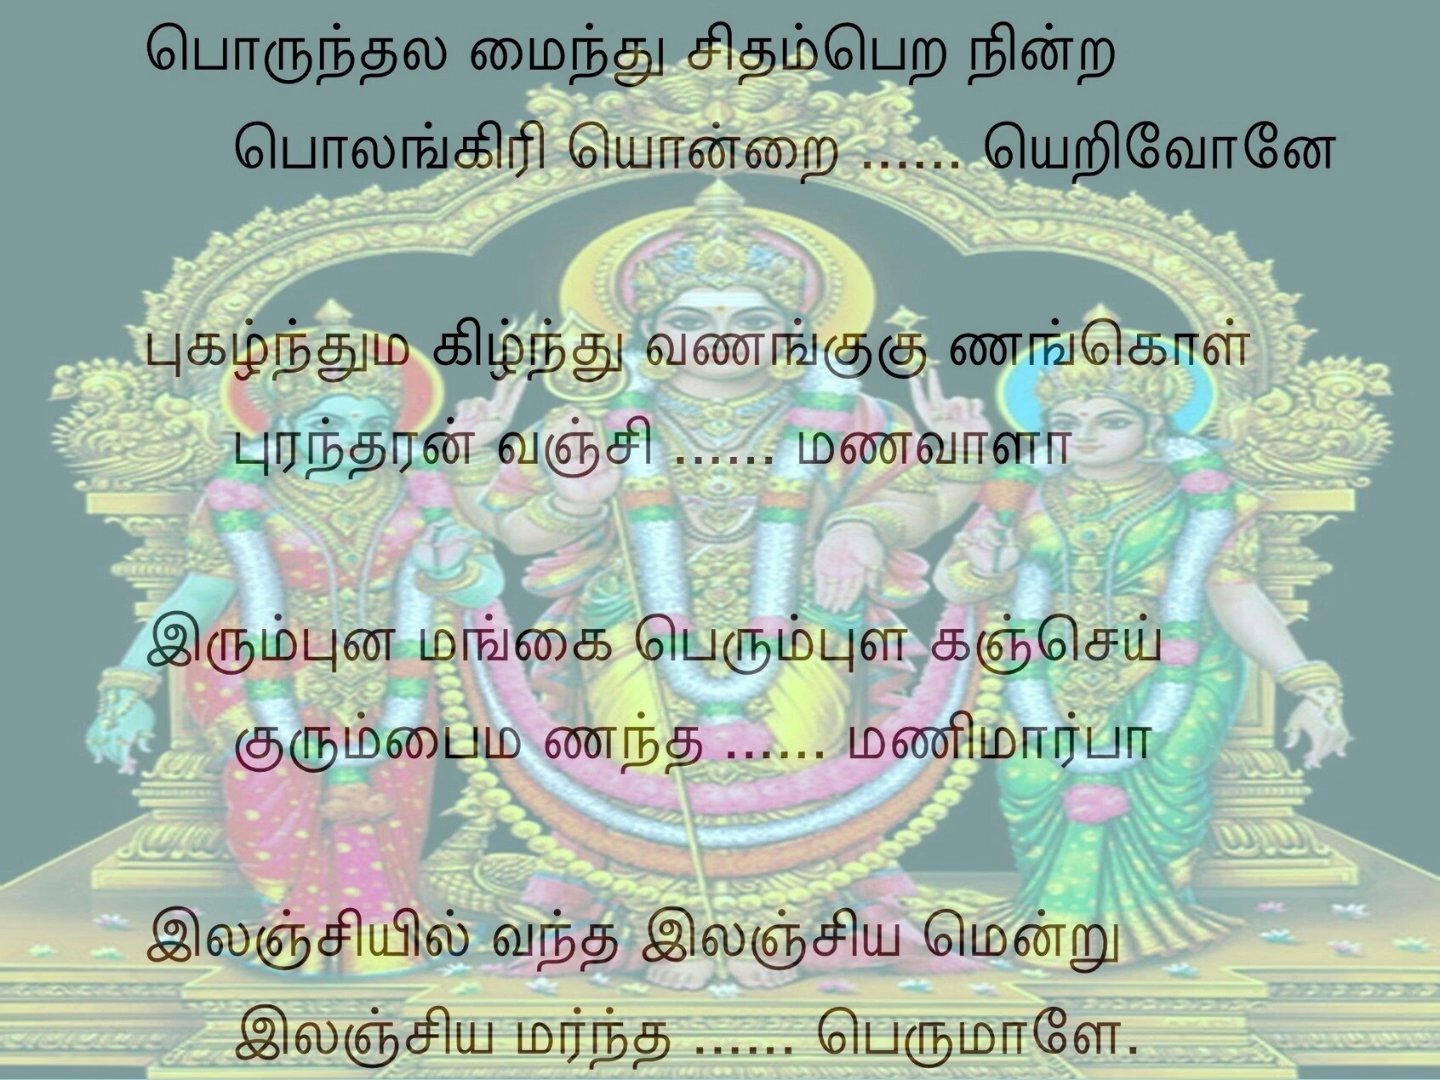 பொருந்தல மைந்து சிதம்பெற நின்ற
பொலங்கிரி யொன்றை ...... யெறிவோனே
புகழ்ந்தும கிழ்ந்து வணங்குகு ணங்கொள்
புரந்தரன் வஞ்சி ...... மணவாளா
இரும்புன மங்கை பெரும்புள கஞ்செய்
குரும்பைம ணந்த ...... மணிமார்பா
இலஞ்சியில் வந்த இலஞ்சிய மென்று
இலஞ்சிய மர்ந்த ...... பெருமாளே.